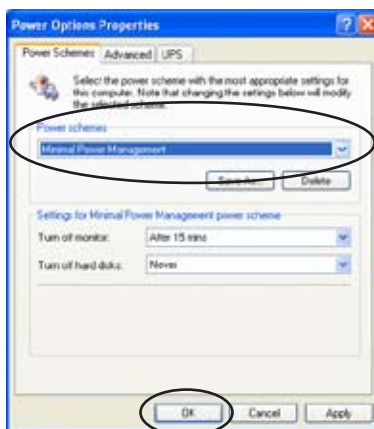 Power Options Properties
Power Schemes Advanced UPS
Select the power scheme with the most appropriate settings for
this computer. Note that changing the settings below will modify
the selected scheme.
Power schemes
Minimal Power Management
Save As... Delete
Settings for Minimal Power Management power scheme
Turn off monitor: After 15 mins
Turn off hard disks: Never
OK Cancel Apply